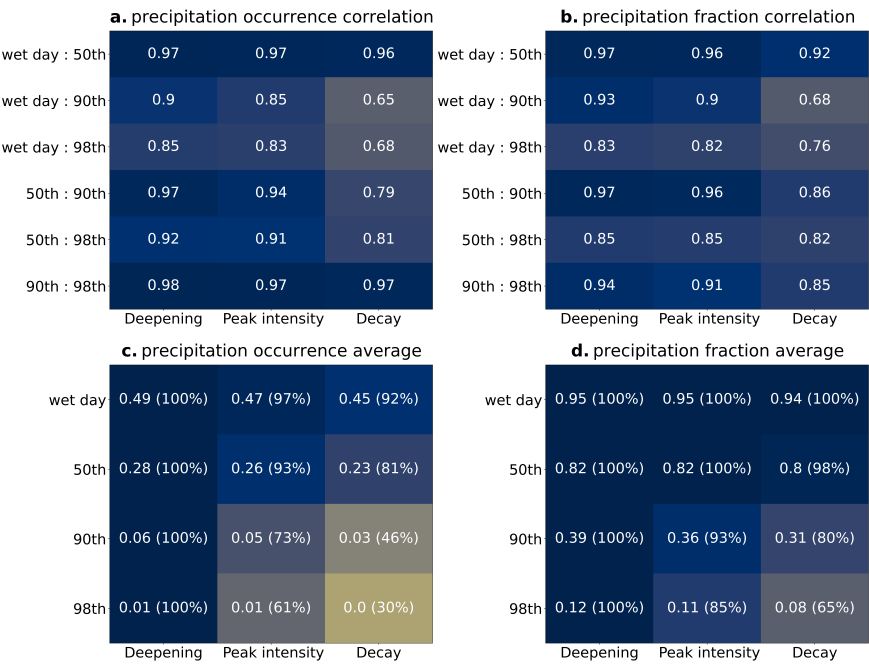 a. precipitation occurrence correlation
wet day : 50th 0.97 0.97 0.96
wet day : 90th 0.9 0.85 0.65
wet day : 98th 0.85 0.83 0.68
50th : 90th 0.97 0.94 0.79
50th : 98th 0.92 0.91 0.81
90th : 98th 0.98 0.97 0.97
Deepening Peak intensity Decay
b. precipitation fraction correlation
wet day : 50th 0.97 0.96 0.92
wet day : 90th 0.93 0.9 0.68
wet day : 98th 0.83 0.82 0.76
50th : 90th 0.97 0.96 0.86
50th : 98th 0.85 0.85 0.82
90th : 98th 0.94 0.91 0.85
Deepening Peak intensity Decay
c. precipitation occurrence average
wet day 0.49 (100%) 0.47 (97%) 0.45 (92%)
50th 0.28 (100%) 0.26 (93%) 0.23 (81%)
90th 0.06 (100%) 0.05 (73%) 0.03 (46%)
98th 0.01 (100%) 0.01 (61%) 0.0 (30%)
Deepening Peak intensity Decay
d. precipitation fraction average
wet day 0.95 (100%) 0.95 (100%) 0.94 (100%)
50th 0.82 (100%) 0.82 (100%) 0.8 (98%)
90th 0.39 (100%) 0.36 (93%) 0.31 (80%)
98th 0.12 (100%) 0.11 (85%) 0.08 (65%)
Deepening Peak intensity Decay